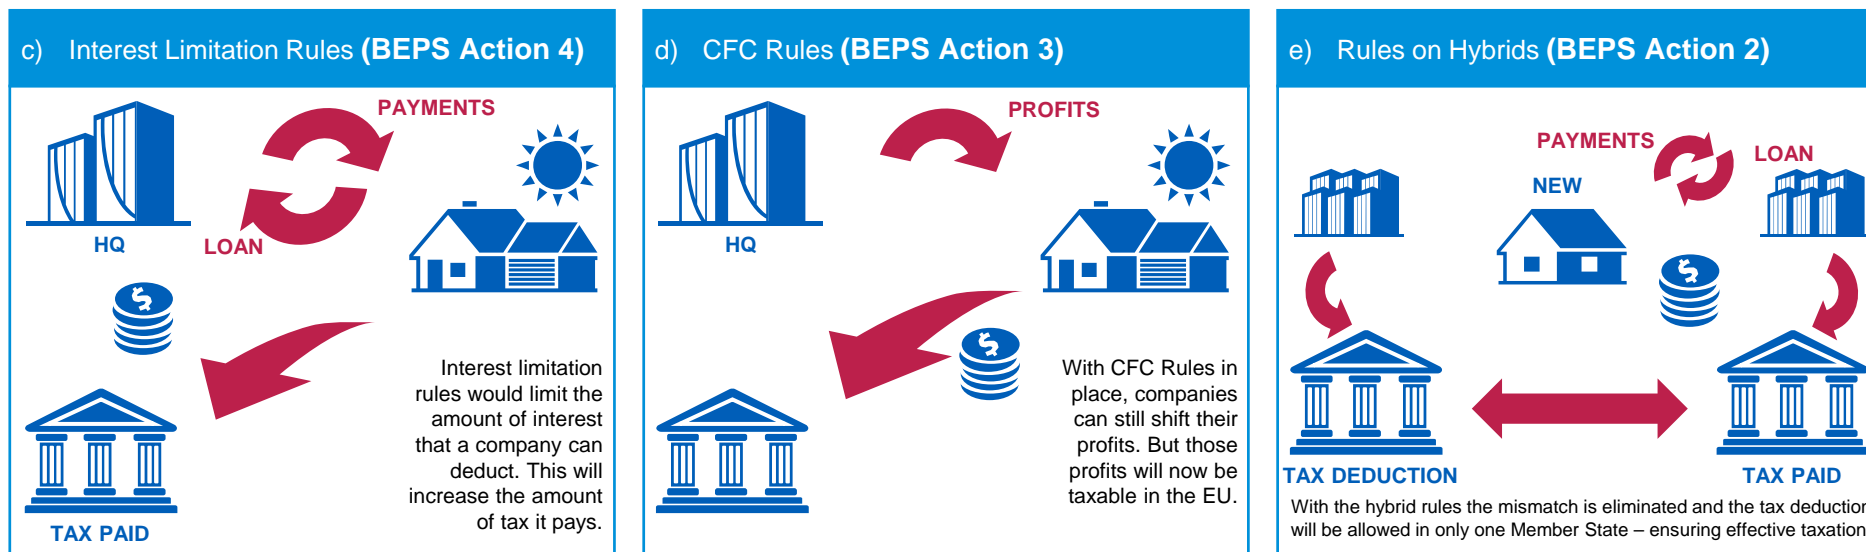 c) Interest Limitation Rules (BEPS Action 4)
PAYMENTS
HQ
LOAN
$
Interest limitation
rules would limit the
amount of interest
that a company can
deduct. This will
increase the amount
of tax it pays.
TAX PAID
d) CFC Rules (BEPS Action 3)
PROFITS
HQ
$
With CFC Rules in
place, companies
can still shift their
profits. But those
profits will now be
taxable in the EU.
e) Rules on Hybrids (BEPS Action 2)
PAYMENTS
LOAN
NEW
$
TAX DEDUCTION
TAX PAID
With the hybrid rules the mismatch is eliminated and the tax deduction
will be allowed in only one Member State – ensuring effective taxation